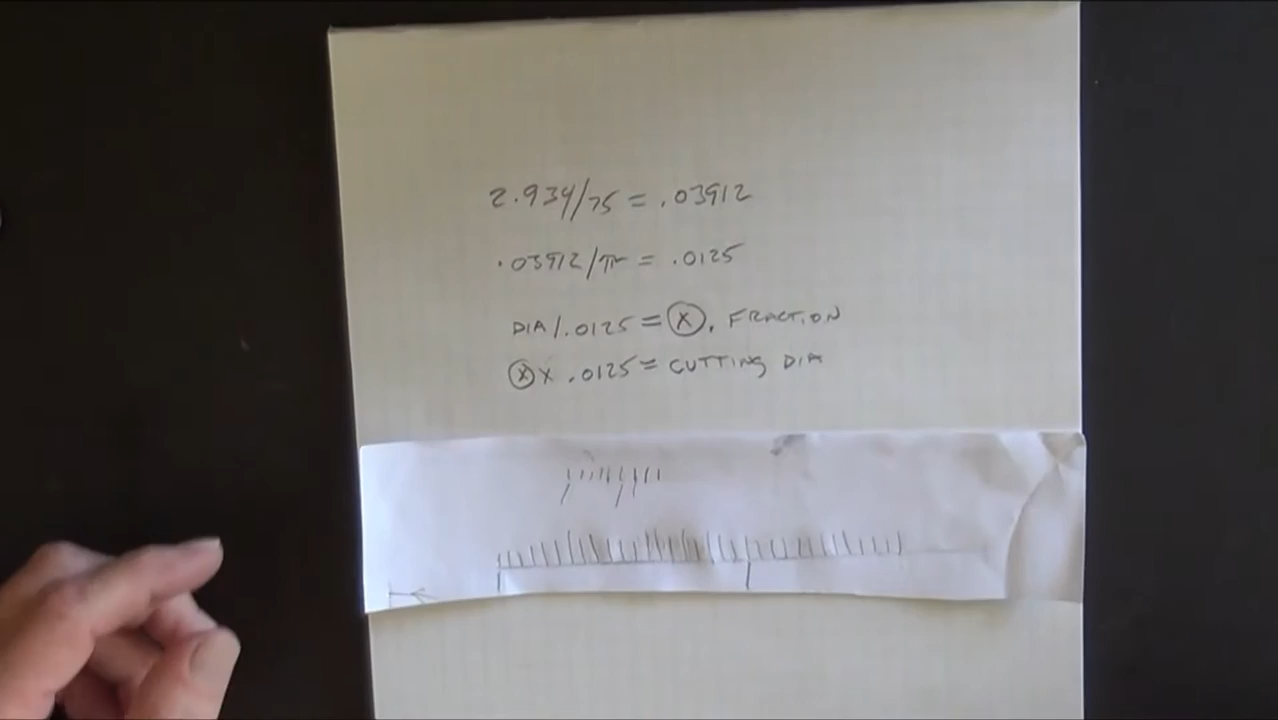 2.934/75 = .03912
.03912/π = .0125
DIA/.0125 = X. FRACTION
X x .0125 = CUTTING DIA